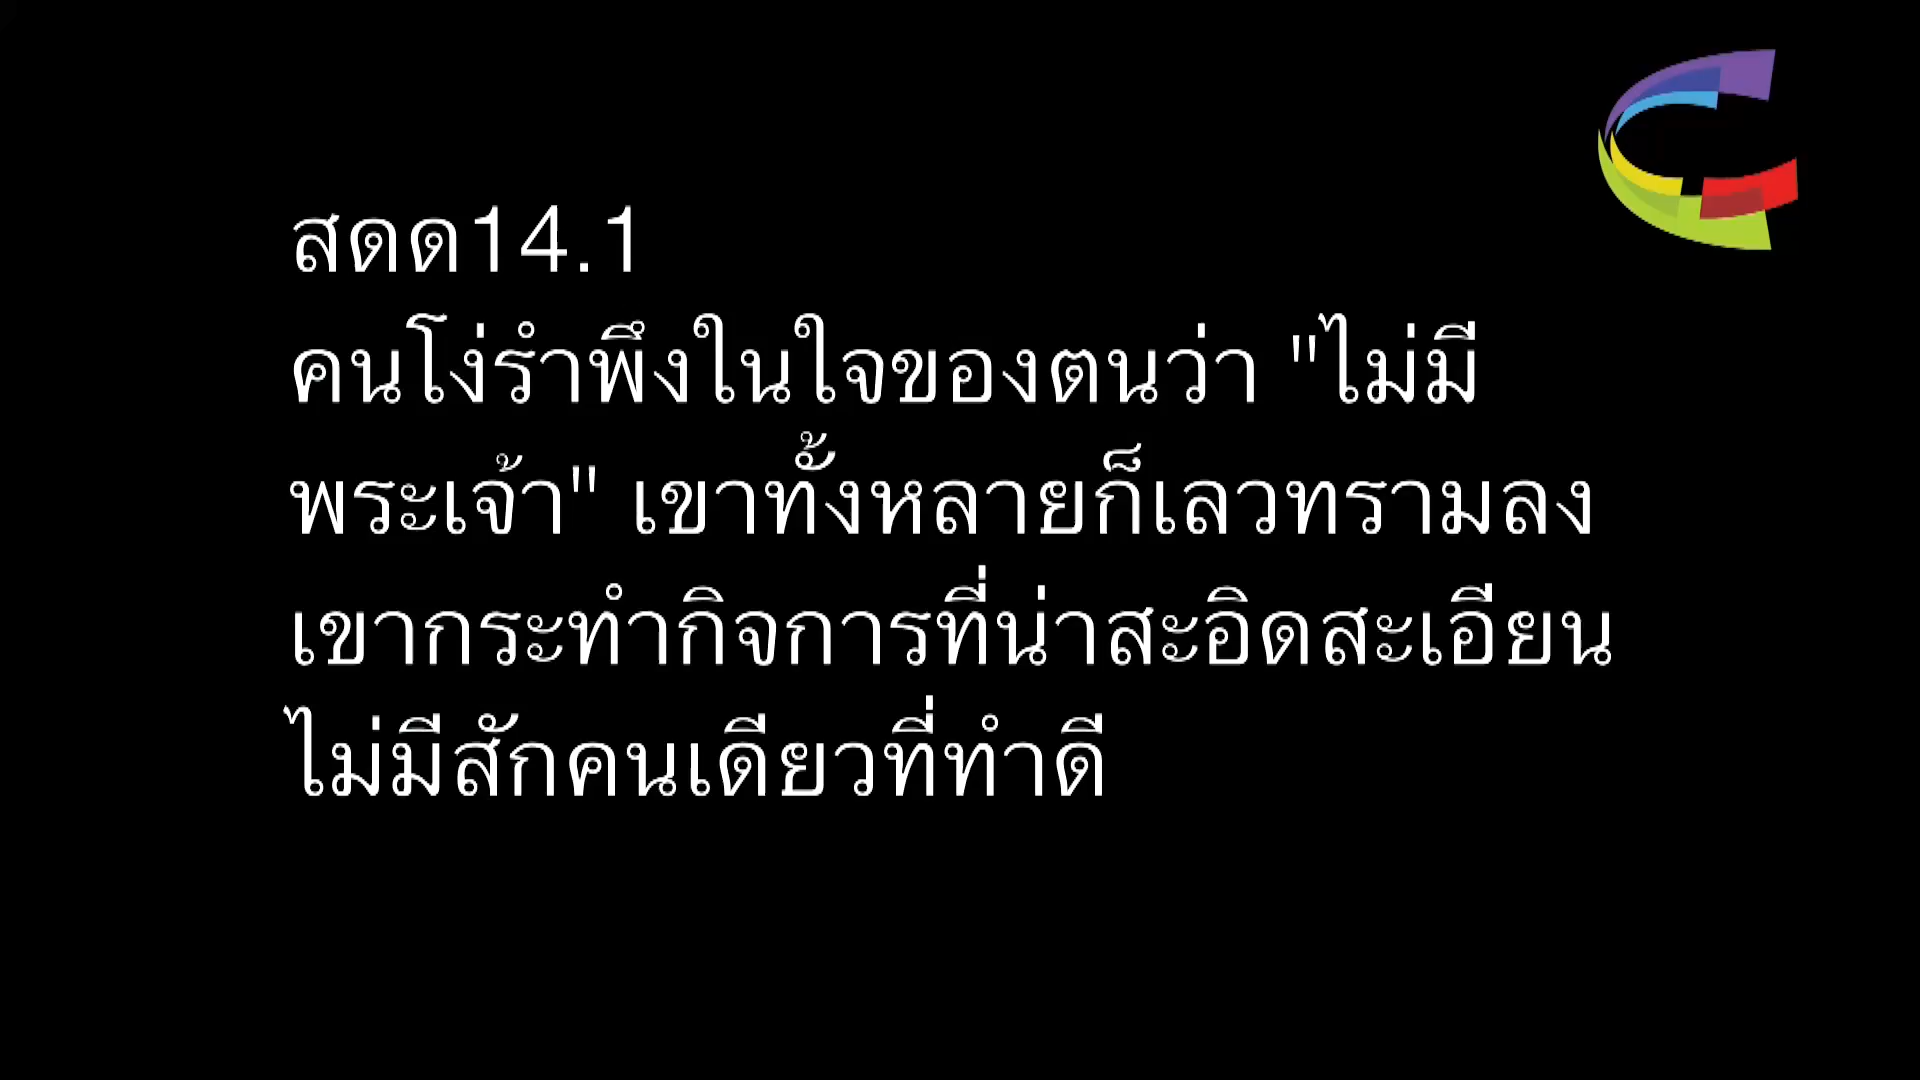 สดด14.1
คนโง่รำพึงในใจของตนว่า "ไม่มี
พระเจ้า" เขาทั้งหลายก็เลวทรามลง
เขากระทำกิจการที่น่าสะอิดสะเอียน
ไม่มีสักคนเดียวที่ทำดี